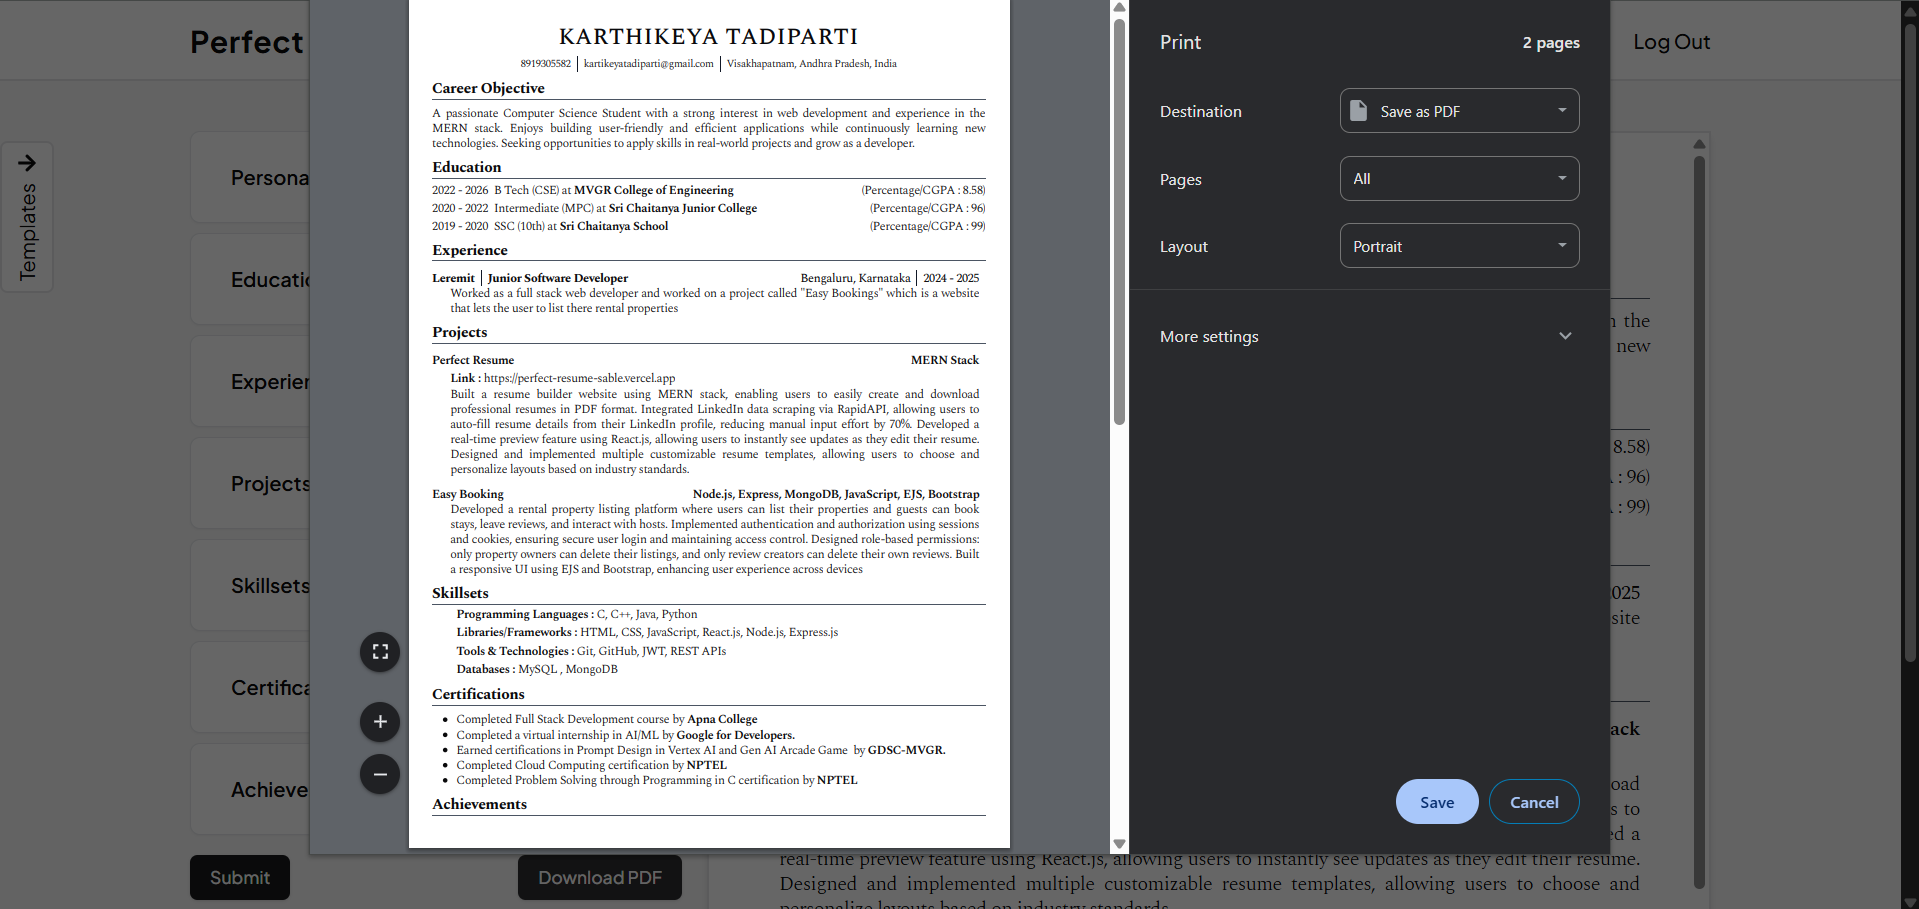 Perfect
Log Out
Templates
Persona
Educatio
Experier
Projects
Skillsets
Certifica
Achieve
Submit
Download PDF
KARTHIKEYA TADIPARTI
8919305582 | kartikeyatadiparti@gmail.com | Visakhapatnam, Andhra Pradesh, India
Career Objective
A passionate Computer Science Student with a strong interest in web development and experience in the
MERN stack. Enjoys building user-friendly and efficient applications while continuously learning new
technologies. Seeking opportunities to apply skills in real-world projects and grow as a developer.
Education
2022 - 2026 B Tech (CSE) at MVGR College of Engineering (Percentage/CGPA : 8.58)
2020 - 2022 Intermediate (MPC) at Sri Chaitanya Junior College (Percentage/CGPA : 96)
2019 - 2020 SSC (10th) at Sri Chaitanya School (Percentage/CGPA : 99)
Experience
Leremit | Junior Software Developer Bengaluru, Karnataka | 2024 - 2025
Worked as a full stack web developer and worked on a project called "Easy Bookings" which is a website
that lets the user to list there rental properties
Projects
Perfect Resume MERN Stack
Link : https://perfect-resume-sable.vercel.app
Built a resume builder website using MERN stack, enabling users to easily create and download
professional resumes in PDF format. Integrated LinkedIn data scraping via RapidAPI, allowing users to
auto-fill resume details from their LinkedIn profile, reducing manual input effort by 70%. Developed a
real-time preview feature using React.js, allowing users to instantly see updates as they edit their resume.
Designed and implemented multiple customizable resume templates, allowing users to choose and
personalize layouts based on industry standards.
Easy Booking Node.js, Express, MongoDB, JavaScript, EJS, Bootstrap
Developed a rental property listing platform where users can list their properties and guests can book
stays, leave reviews, and interact with hosts. Implemented authentication and authorization using sessions
and cookies, ensuring secure user login and maintaining access control. Designed role-based permissions:
only property owners can delete their listings, and only review creators can delete their own reviews. Built
a responsive UI using EJS and Bootstrap, enhancing user experience across devices
Skillsets
Programming Languages : C, C++, Java, Python
Libraries/Frameworks : HTML, CSS, JavaScript, React.js, Node.js, Express.js
Tools & Technologies : Git, GitHub, JWT, REST APIs
Databases : MySQL , MongoDB
Certifications
• Completed Full Stack Development course by Apna College
• Completed a virtual internship in AI/ML by Google for Developers.
• Earned certifications in Prompt Design in Vertex AI and Gen AI Arcade Game by GDSC-MVGR.
• Completed Cloud Computing certification by NPTEL
• Completed Problem Solving through Programming in C certification by NPTEL
Achievements
Print 2 pages
Destination Save as PDF
Pages All
Layout Portrait
More settings
Save Cancel
the
new
8.58)
: 96)
: 99)
2025
site
ack
oad
s to
ed a
real-time preview feature using React.js, allowing users to instantly see updates as they edit their resume.
Designed and implemented multiple customizable resume templates, allowing users to choose and
personalize layouts based on industry standards.